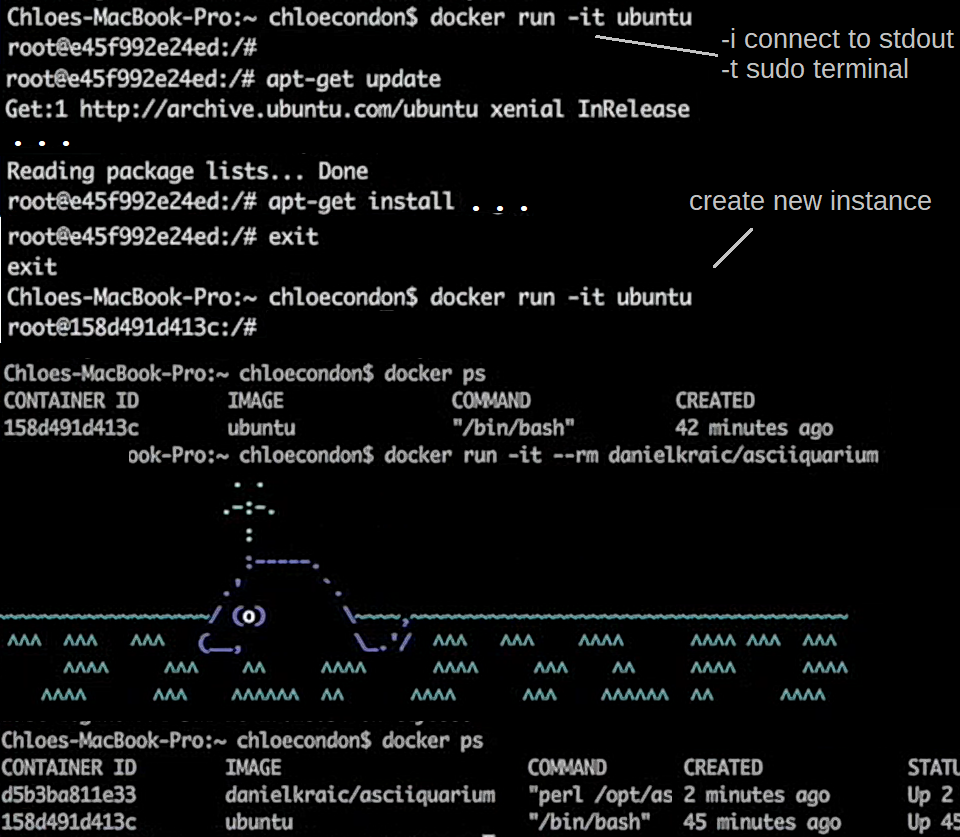 Chloes-MacBook-Pro:~ chloecondon$ docker run -it ubuntu
-i connect to stdout
root@e45f992e24ed:/#
-t sudo terminal
root@e45f992e24ed:/# apt-get update
Get:1 http://archive.ubuntu.com/ubuntu xenial InRelease
. . .
Reading package lists... Done
root@e45f992e24ed:/# apt-get install . . .
create new instance
root@e45f992e24ed:/# exit
exit
Chloes-MacBook-Pro:~ chloecondon$ docker run -it ubuntu
root@158d491d413c:/#
Chloes-MacBook-Pro:~ chloecondon$ docker ps
CONTAINER ID IMAGE COMMAND CREATED
158d491d413c ubuntu "/bin/bash" 42 minutes ago
ook-Pro:~ chloecondon$ docker run -it --rm danielkraic/asciiquarium
Chloes-MacBook-Pro:~ chloecondon$ docker ps
CONTAINER ID IMAGE COMMAND CREATED STATU
d5b3ba811e33 danielkraic/asciiquarium "perl /opt/as 2 minutes ago Up 2
158d491d413c ubuntu "/bin/bash" 45 minutes ago Up 45